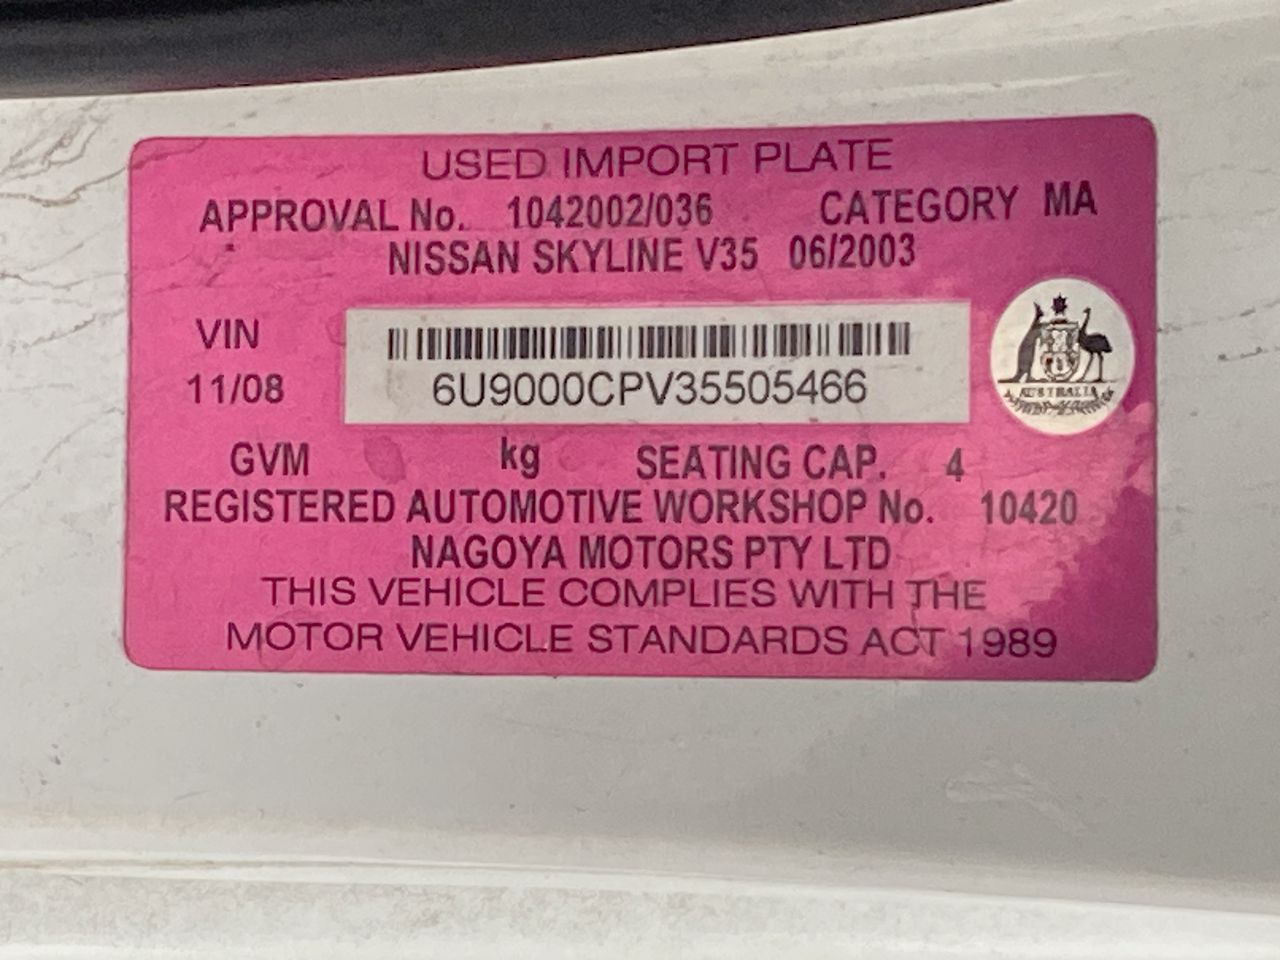 USED IMPORT PLATE
APPROVAL No. 1042002/036 CATEGORY MA
NISSAN SKYLINE V35 06/2003
VIN
11/08
6U9000CPV35505466
AUSTRALIA
GVM kg SEATING CAP. 4
REGISTERED AUTOMOTIVE WORKSHOP No. 10420
NAGOYA MOTORS PTY LTD
THIS VEHICLE COMPLIES WITH THE
MOTOR VEHICLE STANDARDS ACT 1989